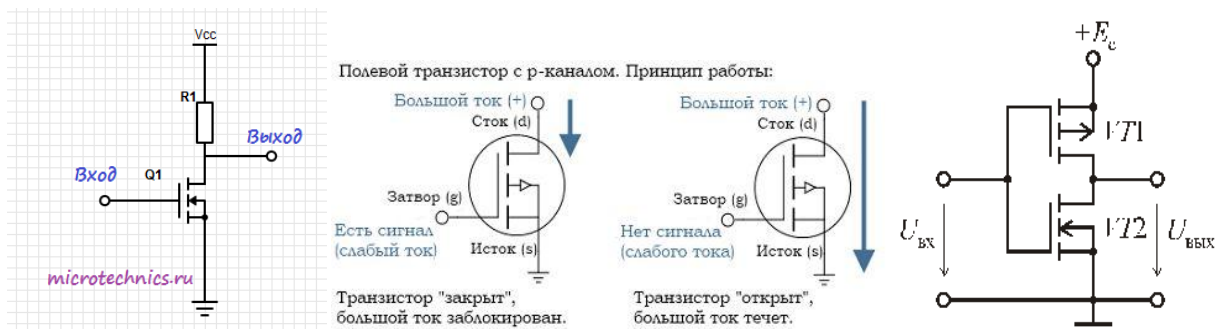 Vcc
R1
Выход
Вход
Q1
microtechnics.ru
Полевой транзистор с р-каналом. Принцип работы:
Большой ток (+)
Сток (d)
Затвор (g)
Есть сигнал
(слабый ток)
Исток (s)
Транзистор "закрыт",
большой ток заблокирован.
Большой ток (+)
Сток (d)
Затвор (g)
Нет сигнала
(слабого тока)
Исток (s)
Транзистор "открыт",
большой ток течет.
+Eс
VT1
VT2
Uвх
Uвых